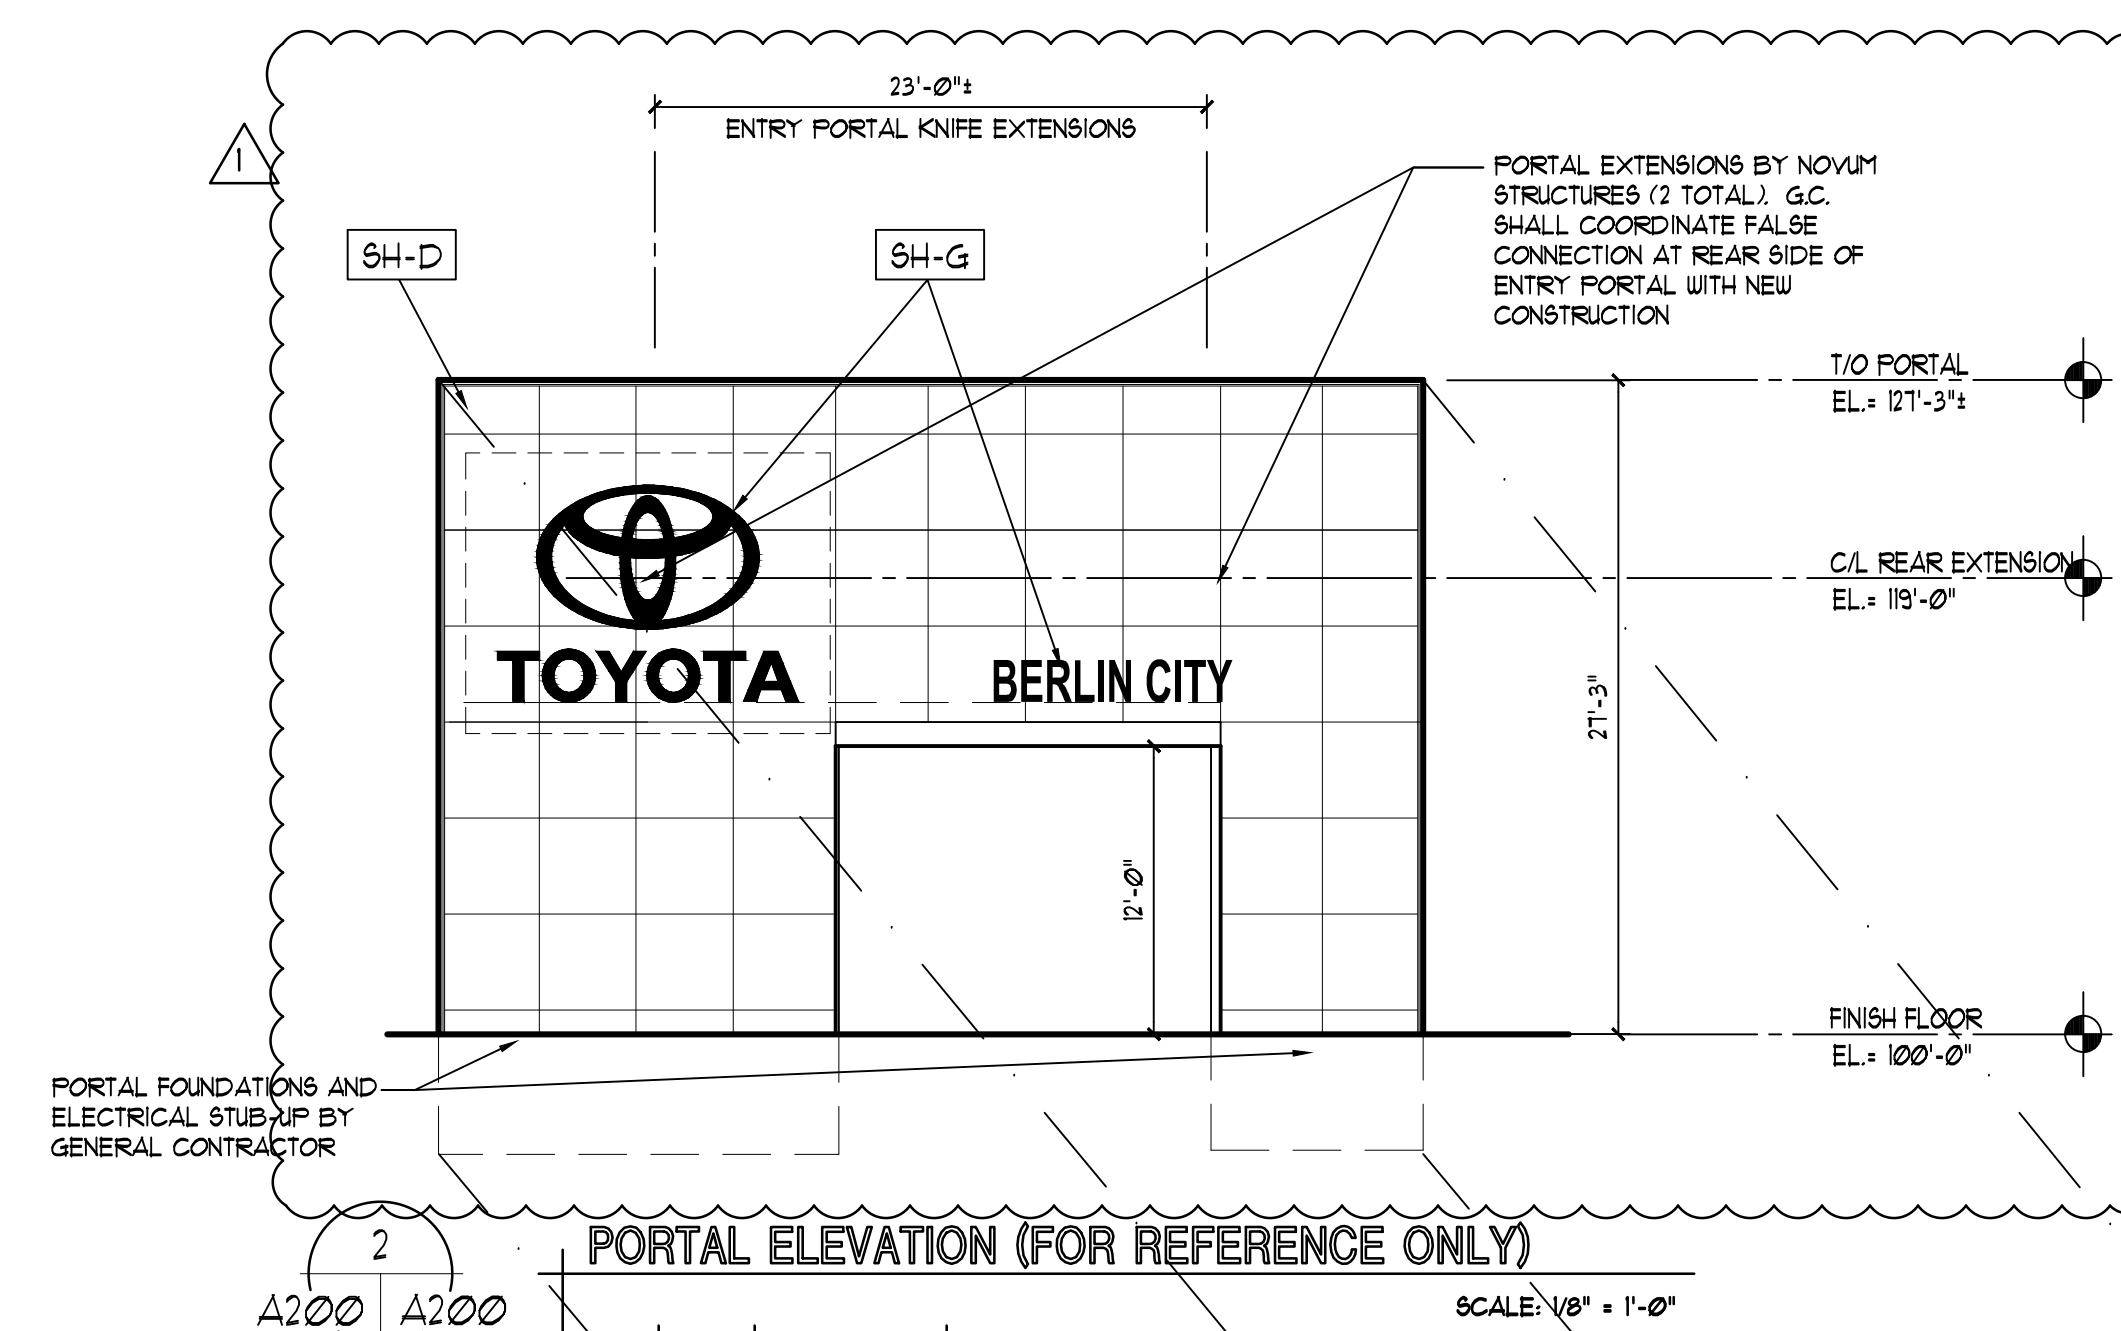 23'-0"±
ENTRY PORTAL KNIFE EXTENSIONS
1
PORTAL EXTENSIONS BY NOVUM
STRUCTURES (2 TOTAL). G.C.
SHALL COORDINATE FALSE
CONNECTION AT REAR SIDE OF
ENTRY PORTAL WITH NEW
CONSTRUCTION
SH-D
SH-G
T/O PORTAL
EL.= 127'-3"±
C/L REAR EXTENSION
EL.= 119'-0"
TOYOTA
BERLIN CITY
27'-3"
12'-0"
FINISH FLOOR
EL.= 100'-0"
PORTAL FOUNDATIONS AND
ELECTRICAL STUB-UP BY
GENERAL CONTRACTOR
2
A200 A200
PORTAL ELEVATION (FOR REFERENCE ONLY)
SCALE: 1/8" = 1'-0"